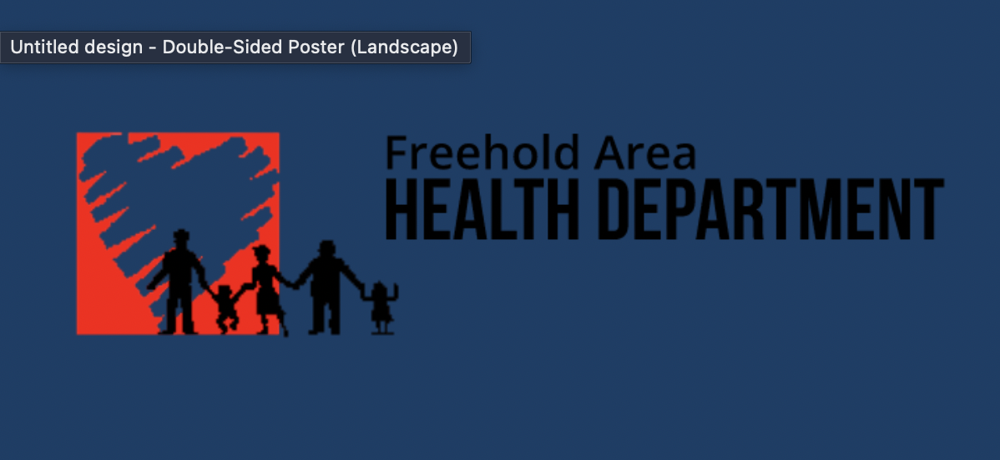 Untitled design - Double-Sided Poster (Landscape)
Freehold Area
HEALTH DEPARTMENT